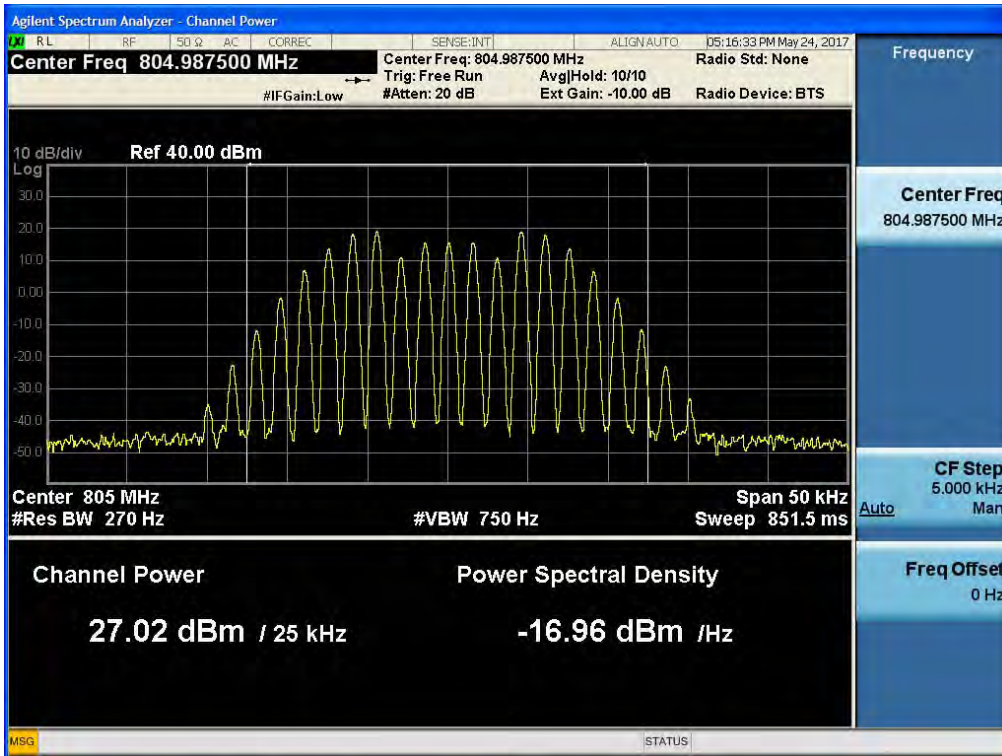 Agilent Spectrum Analyzer - Channel Power
LXI RL RF 50 Ω AC CORREC SENSE:INT ALIGN AUTO 05:16:33 PM May 24, 2017
Center Freq 804.987500 MHz
Center Freq: 804.987500 MHz Radio Std: None
Trig: Free Run Avg|Hold: 10/10
#IFGain:Low #Atten: 20 dB Ext Gain: -10.00 dB Radio Device: BTS
10 dB/div Ref 40.00 dBm
Log
30.0
20.0
10.0
0.00
-10.0
-20.0
-30.0
-40.0
-50.0
Center 805 MHz Span 50 kHz
#Res BW 270 Hz #VBW 750 Hz Sweep 851.5 ms
Channel Power Power Spectral Density
27.02 dBm / 25 kHz -16.96 dBm /Hz
Frequency
Center Freq
804.987500 MHz
CF Step
5.000 kHz
Auto Man
Freq Offset
0 Hz
MSG STATUS